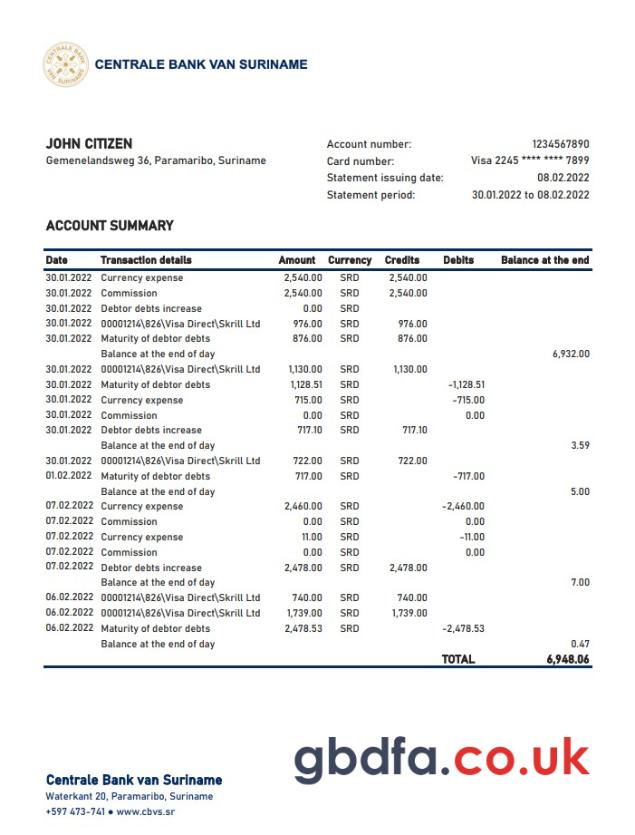 CENTRALE BANK VAN SURINAME
CENTRALE BANK VAN SURINAME
JOHN CITIZEN
Gemenelandsweg 36, Paramaribo, Suriname
Account number: 1234567890
Card number: Visa 2245 **** **** 7899
Statement issuing date: 08.02.2022
Statement period: 30.01.2022 to 08.02.2022
ACCOUNT SUMMARY
Date Transaction details Amount Currency Credits Debits Balance at the end
30.01.2022 Currency expense 2,540.00 SRD 2,540.00
30.01.2022 Commission 2,540.00 SRD 2,540.00
30.01.2022 Debtor debts increase 0.00 SRD
30.01.2022 00001214\826\Visa Direct\Skrill Ltd 976.00 SRD 976.00
30.01.2022 Maturity of debtor debts 876.00 SRD 876.00
Balance at the end of day 6,932.00
30.01.2022 00001214\826\Visa Direct\Skrill Ltd 1,130.00 SRD 1,130.00
30.01.2022 Maturity of debtor debts 1,128.51 SRD -1,128.51
30.01.2022 Currency expense 715.00 SRD -715.00
30.01.2022 Commission 0.00 SRD 0.00
30.01.2022 Debtor debts increase 717.10 SRD 717.10
Balance at the end of day 3.59
30.01.2022 00001214\826\Visa Direct\Skrill Ltd 722.00 SRD 722.00
01.02.2022 Maturity of debtor debts 717.00 SRD -717.00
Balance at the end of day 5.00
07.02.2022 Currency expense 2,460.00 SRD -2,460.00
07.02.2022 Commission 0.00 SRD 0.00
07.02.2022 Currency expense 11.00 SRD -11.00
07.02.2022 Commission 0.00 SRD 0.00
07.02.2022 Debtor debts increase 2,478.00 SRD 2,478.00
Balance at the end of day 7.00
06.02.2022 00001214\826\Visa Direct\Skrill Ltd 740.00 SRD 740.00
06.02.2022 00001214\826\Visa Direct\Skrill Ltd 1,739.00 SRD 1,739.00
06.02.2022 Maturity of debtor debts 2,478.53 SRD -2,478.53
Balance at the end of day 0.47
TOTAL 6,948.06
gbdfa.co.uk
Centrale Bank van Suriname
Waterkant 20, Paramaribo, Suriname
+597 473-741 ● www.cbvs.sr